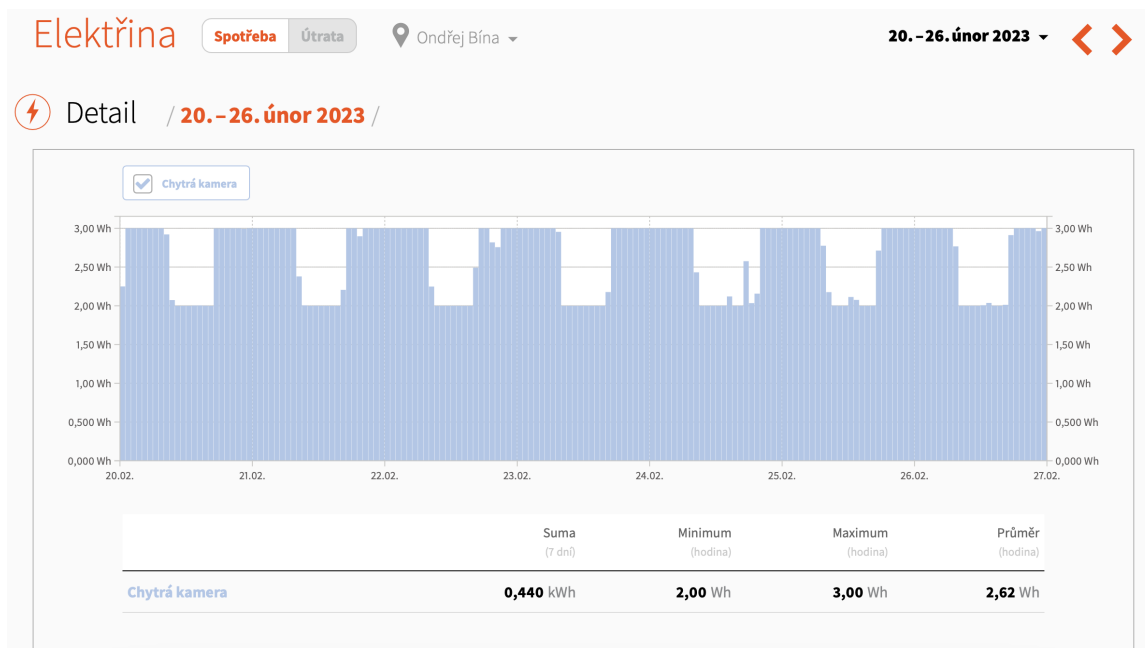 Elektřina Spotřeba Útrata Ondřej Bína 20. – 26. únor 2023
Detail / 20. – 26. únor 2023 /
Chytrá kamera
3,00 Wh 3,00 Wh
2,50 Wh 2,50 Wh
2,00 Wh 2,00 Wh
1,50 Wh 1,50 Wh
1,00 Wh 1,00 Wh
0,500 Wh 0,500 Wh
0,000 Wh 0,000 Wh
20.02. 21.02. 22.02. 23.02. 24.02. 25.02. 26.02. 27.02.
Suma Minimum Maximum Průměr
(7 dní) (hodina) (hodina) (hodina)
Chytrá kamera 0,440 kWh 2,00 Wh 3,00 Wh 2,62 Wh